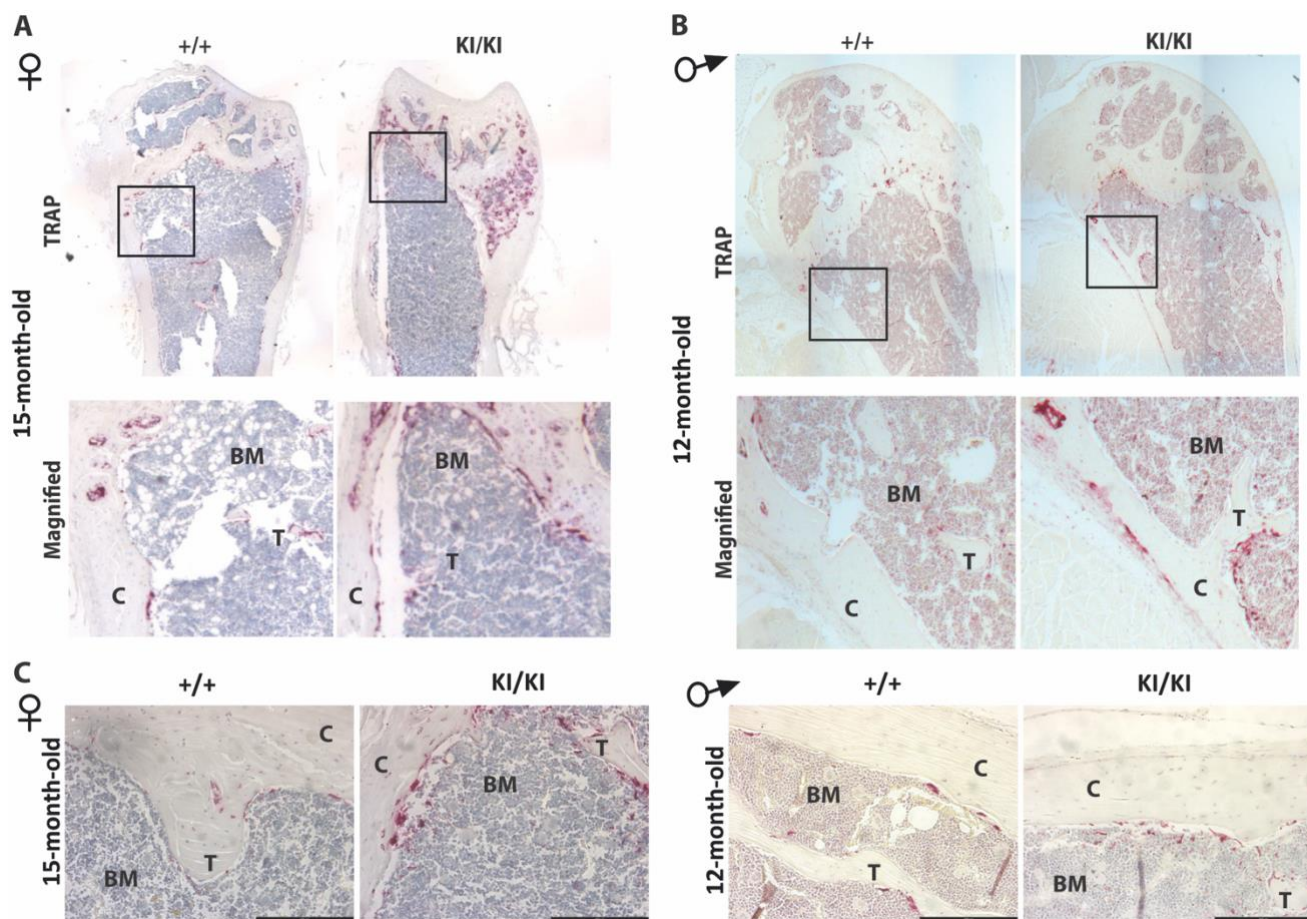 A
B
+/+
KI/KI
+/+
KI/KI
♀
TRAP
TRAP
15-month-old
12-month-old
Magnified
BM
T
C
BM
T
C
Magnified
BM
T
C
BM
T
C
C
+/+
KI/KI
+/+
KI/KI
♀
15-month-old
C
BM
T
C
BM
T
12-month-old
C
BM
T
C
BM
T